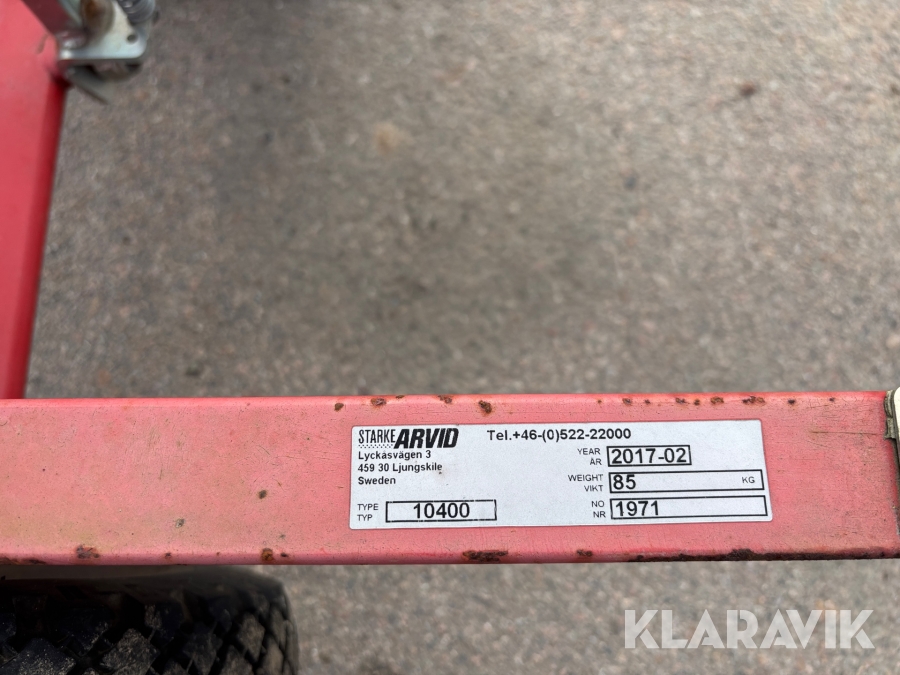 STARKE ARVID
Lyckåsvägen 3
459 30 Ljungskile
Sweden
TYPE
TYP
10400
Tel.+46-(0)522-22000
YEAR
ÅR
2017-02
WEIGHT
VIKT
85
KG
NO
NR
1971
KLARAVIK